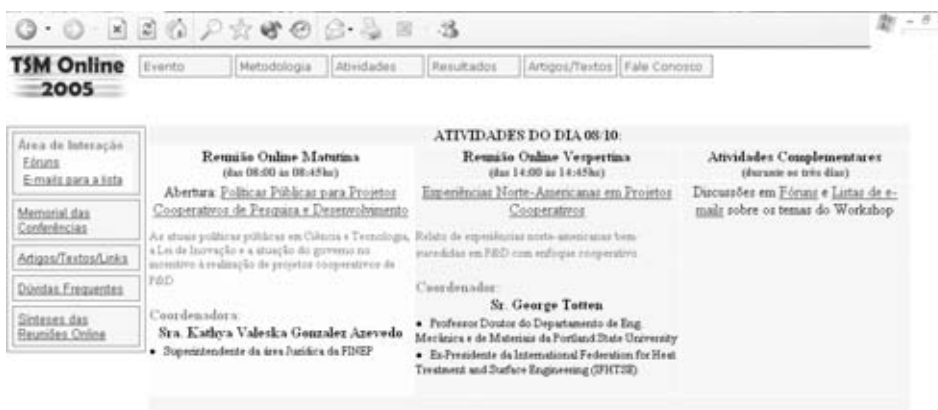 TSM Online
2005
Evento
Metodologia
Atividades
Resultados
Artigos/Textos
Fale Conosco
Área de Interação
Fóruns
E-mails para a lista
Memorial das
Conferências
Artigos/Textos/Links
Dúvidas Frequentes
Sínteses das
Reuniões Online
ATIVIDADES DO DIA 08/10:
Reunião Online Matutina
(das 08:00 às 08:45hs)
Abertura: Políticas Públicas para Projetos
Cooperativos de Pesquisa e Desenvolvimento
As atuais políticas públicas em Ciência e Tecnologia,
a Lei de Inovação e a atuação do governo no
incentivo à realização de projetos cooperativos de
P&D
Coordenadora:
Sra. Kathya Valeska Gonzalez Azevedo
• Superintendente da área Jurídica da FINEP
Reunião Online Vespertina
(das 14:00 às 14:45hs)
Experiências Norte-Americanas em Projetos
Cooperativos
Relato de experiências norte-americanas bem
sucedidas em P&D com enfoque cooperativo
Coordenador:
Sr. George Totten
• Professor Doutor do Departamento de Eng.
Mecânica e de Materiais da Portland State University
• Ex-Presidente da International Federation for Heat
Treatment and Surface Engineering (IFHTSE)
Atividades Complementares
(durante os três dias)
Discussões em Fóruns e Listas de e-
mails sobre os temas do Workshop